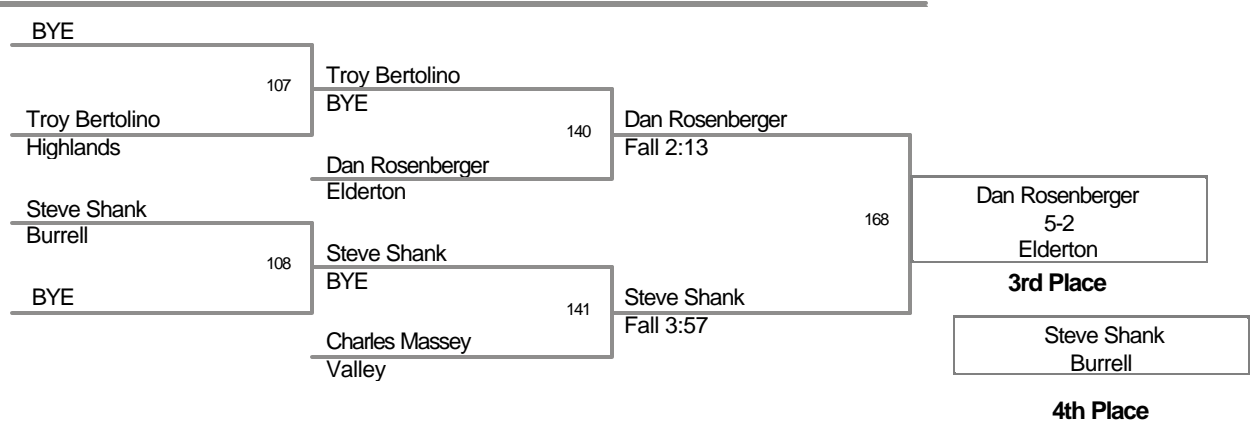 BYE
107
Troy Bertolino
Highlands
Troy Bertolino
BYE
140
Dan Rosenberger
Elderton
Dan Rosenberger
Fall 2:13
Steve Shank
Burrell
108
BYE
Steve Shank
BYE
141
Charles Massey
Valley
Steve Shank
Fall 3:57
168
Dan Rosenberger
5-2
Elderton
3rd Place
Steve Shank
Burrell
4th Place